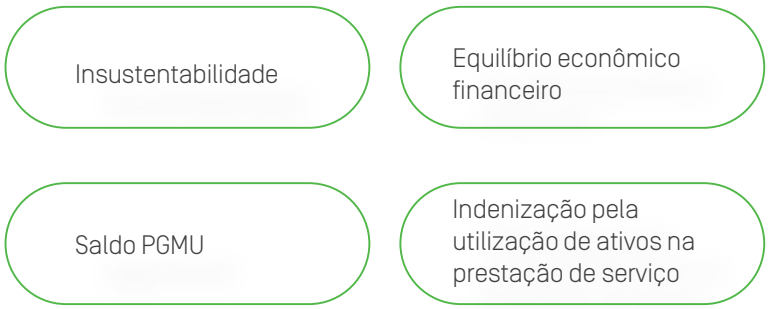 Insustentabilidade
Equilíbrio econômico
financeiro
Saldo PGMU
Indenização pela
utilização de ativos na
prestação de serviço